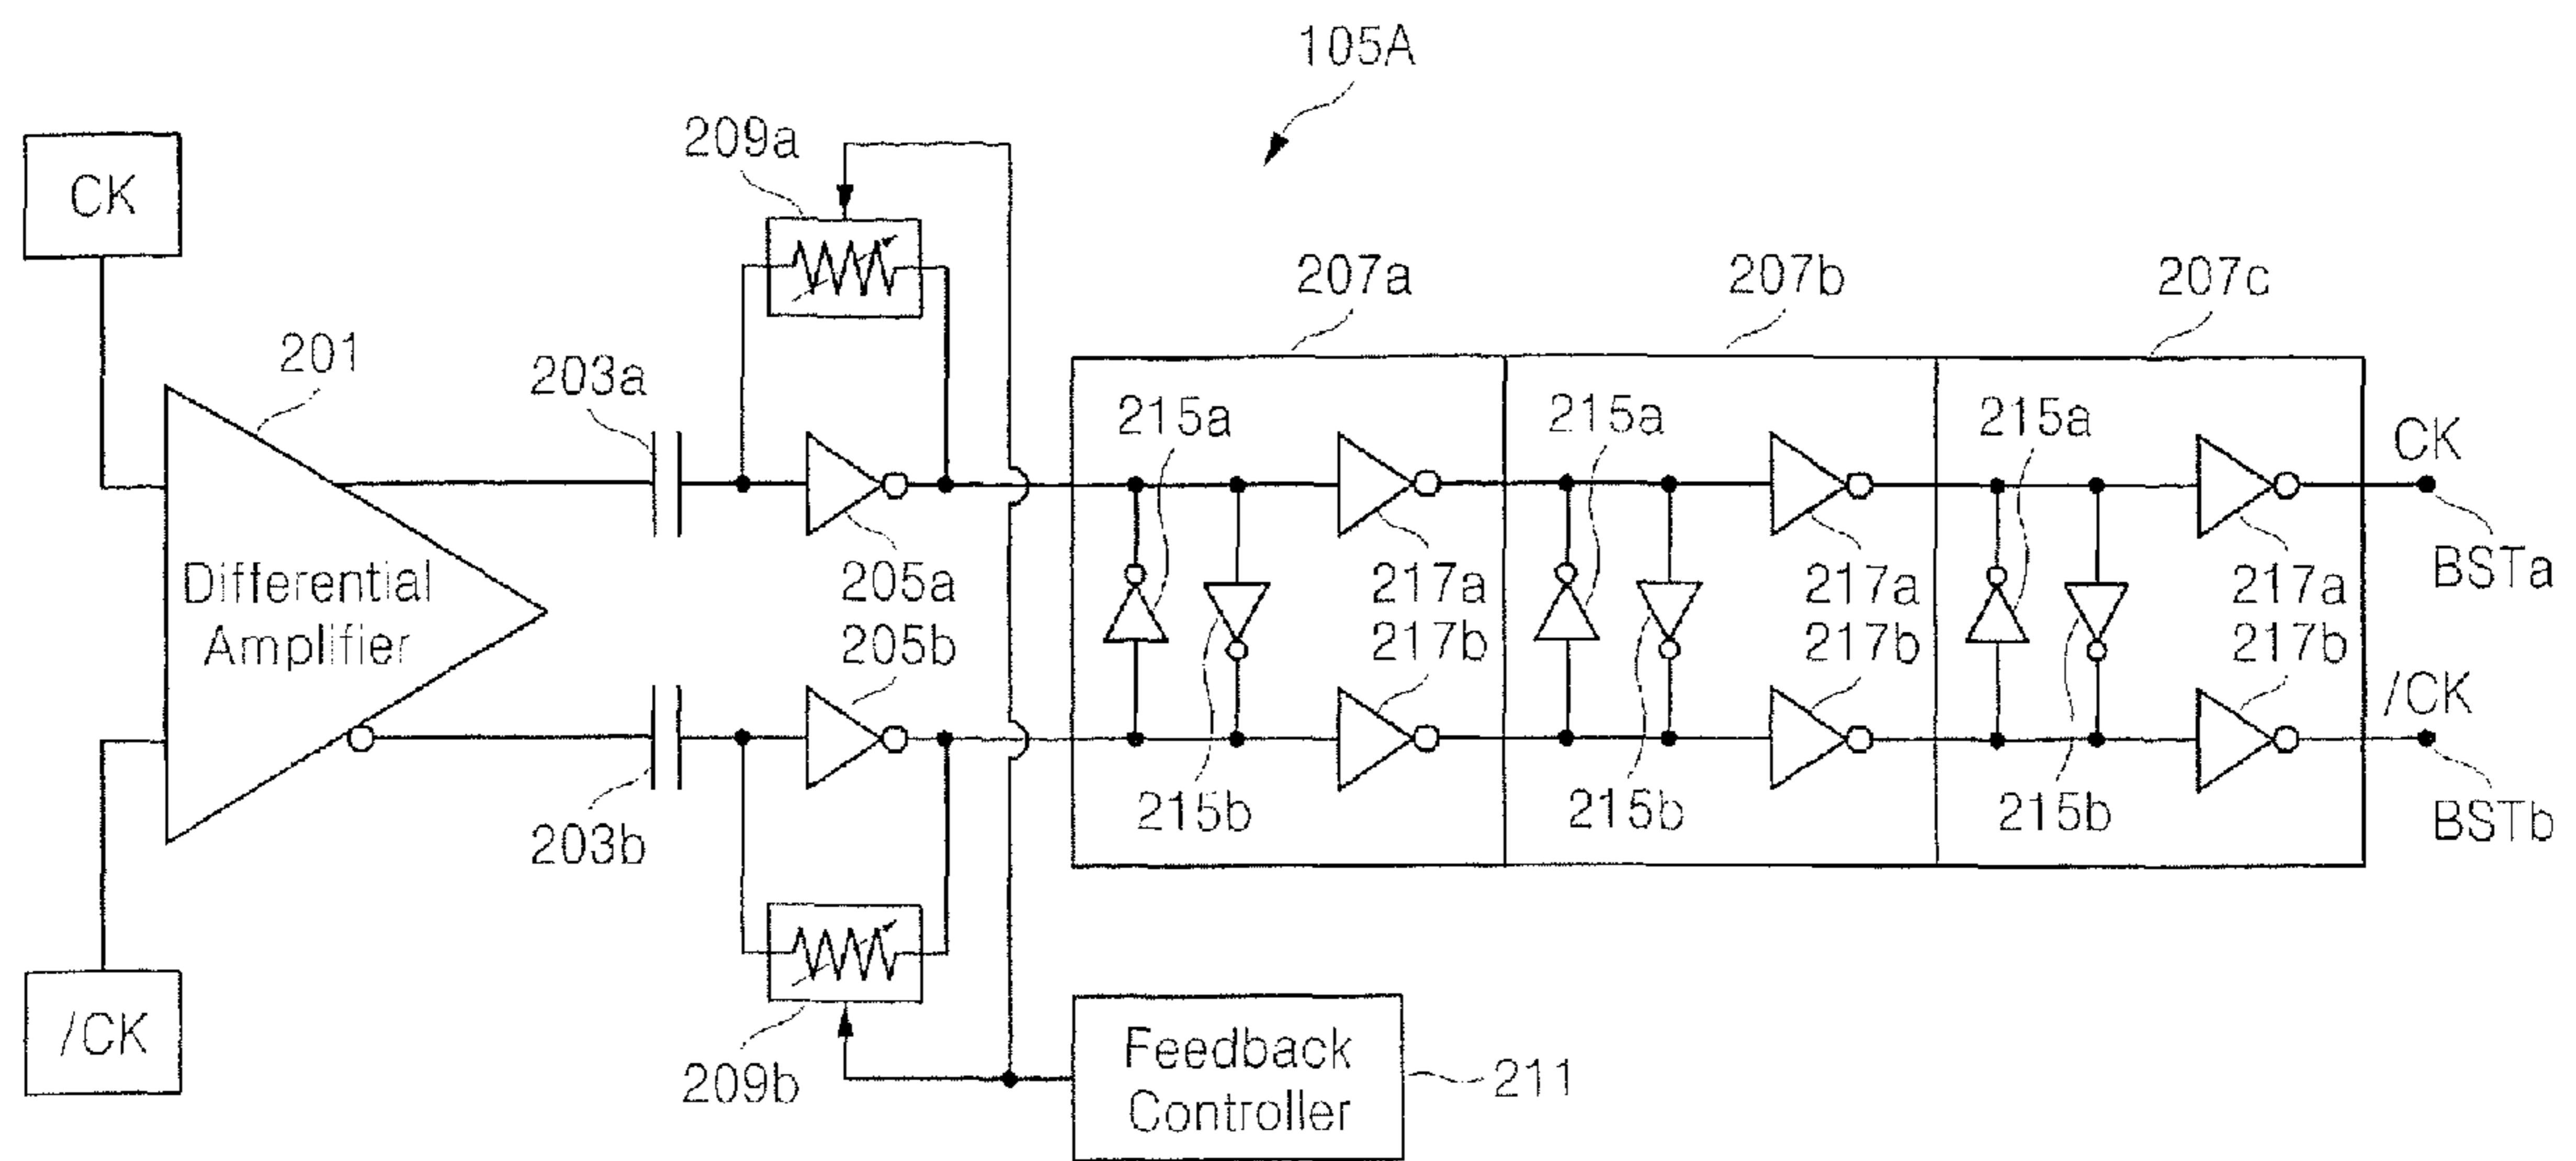 105A
209a
CK
207a
207b
207c
201
203a
215a
215a
215a
CK
Differential
Amplifier
205a
205b
217a
217b
217a
217b
217a
217b
BSTa
/CK
203b
215b
215b
215b
BSTb
/CK
209b
Feedback
Controller
211